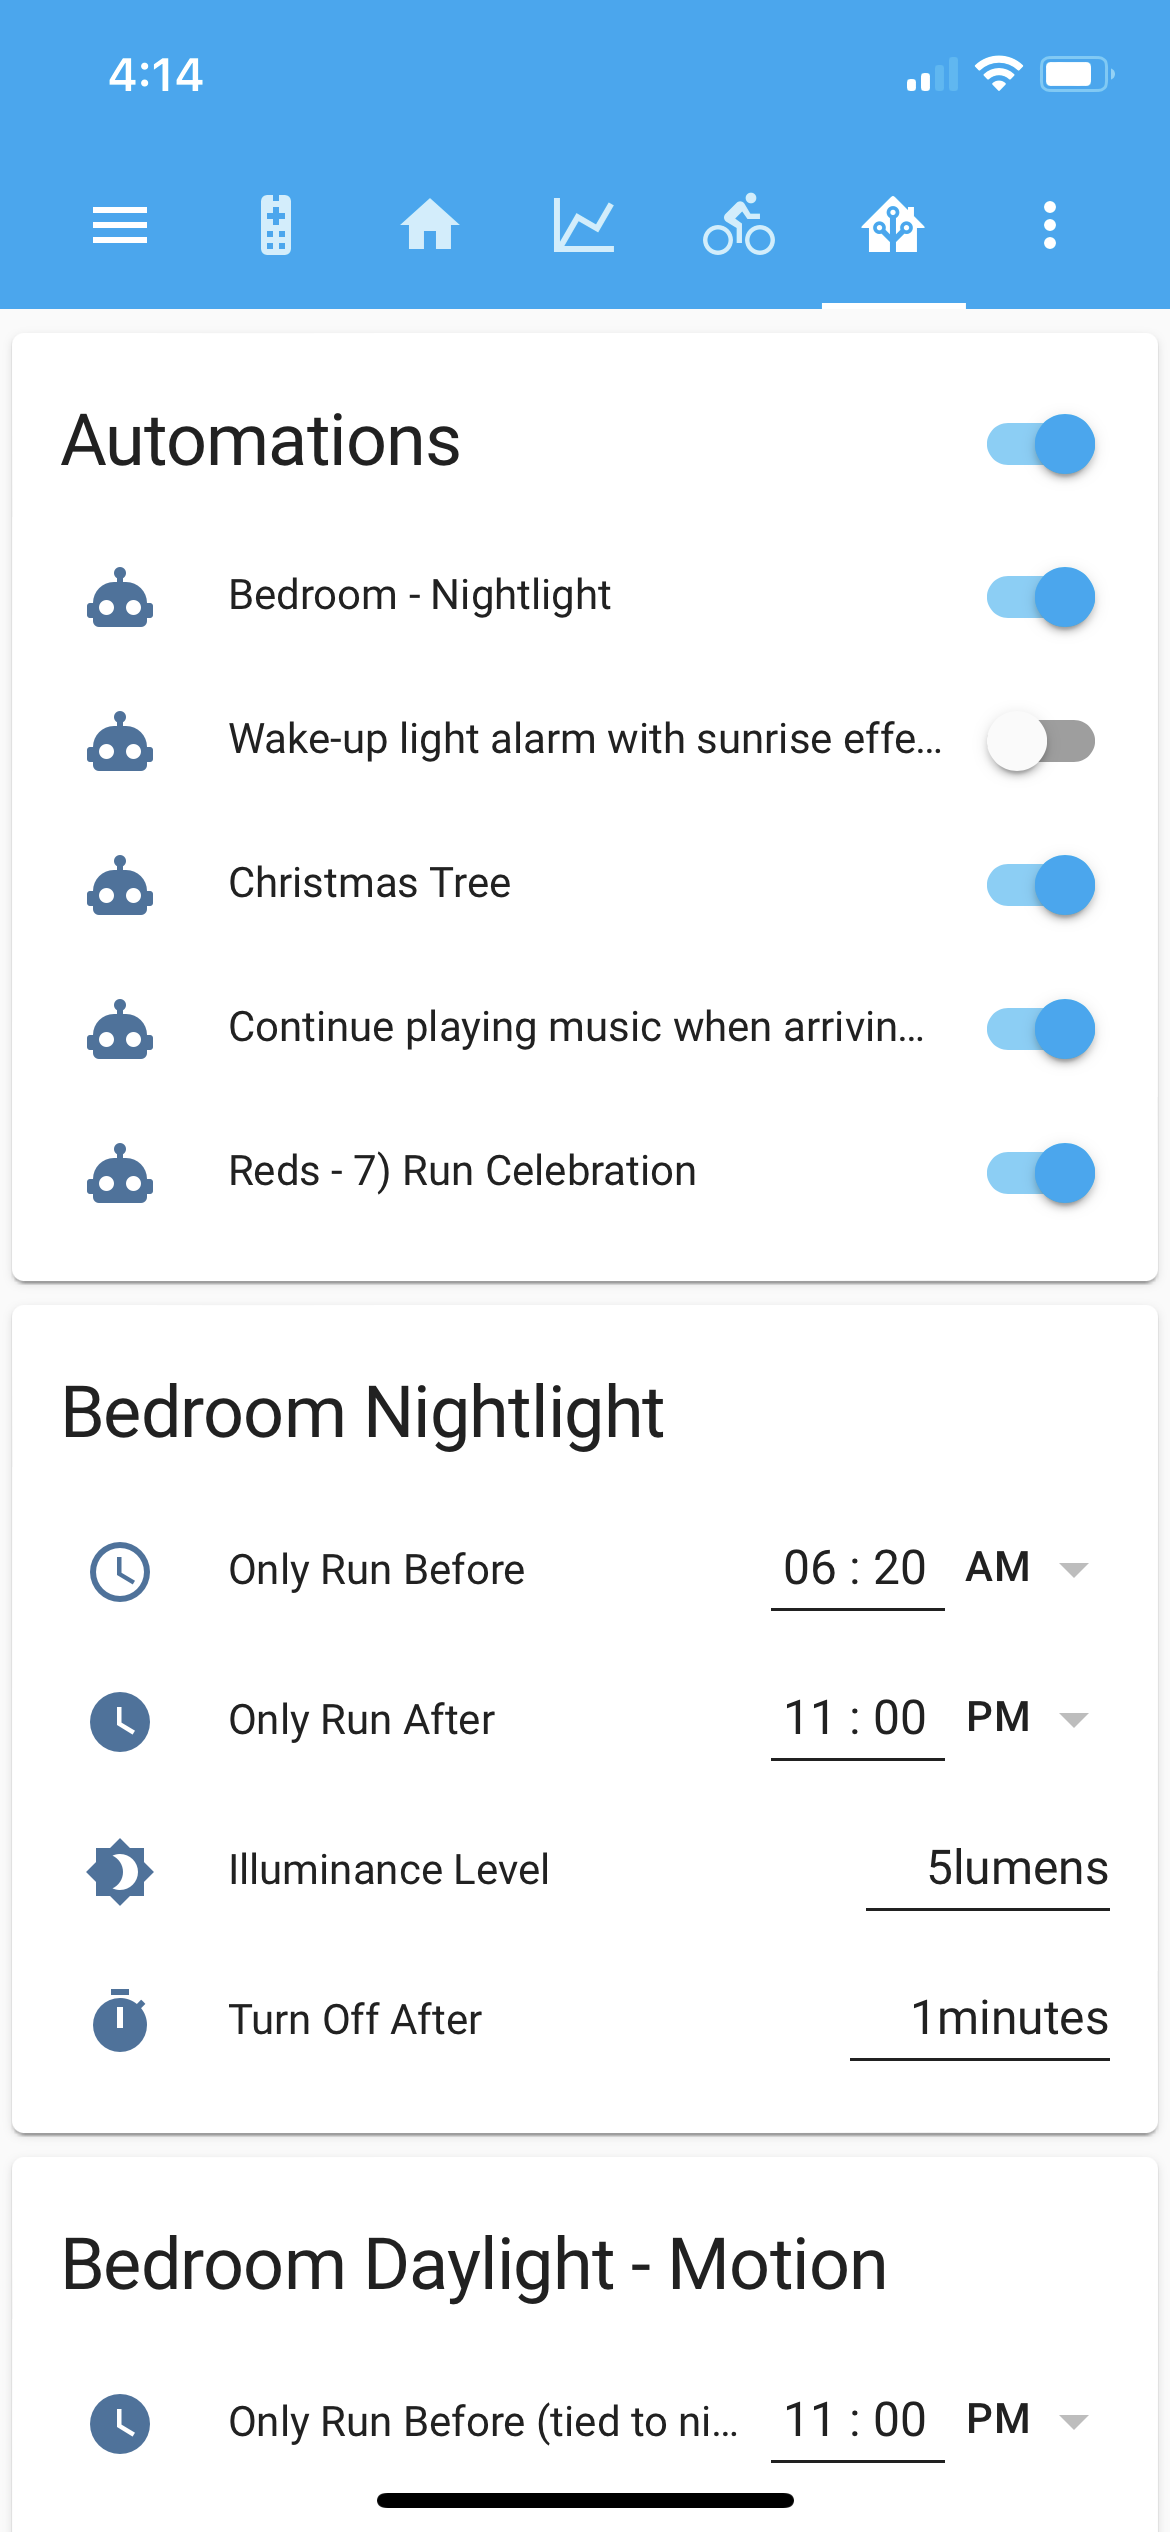 4:14
Automations
Bedroom - Nightlight
Wake-up light alarm with sunrise effe...
Christmas Tree
Continue playing music when arrivin...
Reds - 7) Run Celebration
Bedroom Nightlight
Only Run Before 06 : 20 AM
Only Run After 11 : 00 PM
Illuminance Level 5lumens
Turn Off After 1minutes
Bedroom Daylight - Motion
Only Run Before (tied to ni... 11 : 00 PM